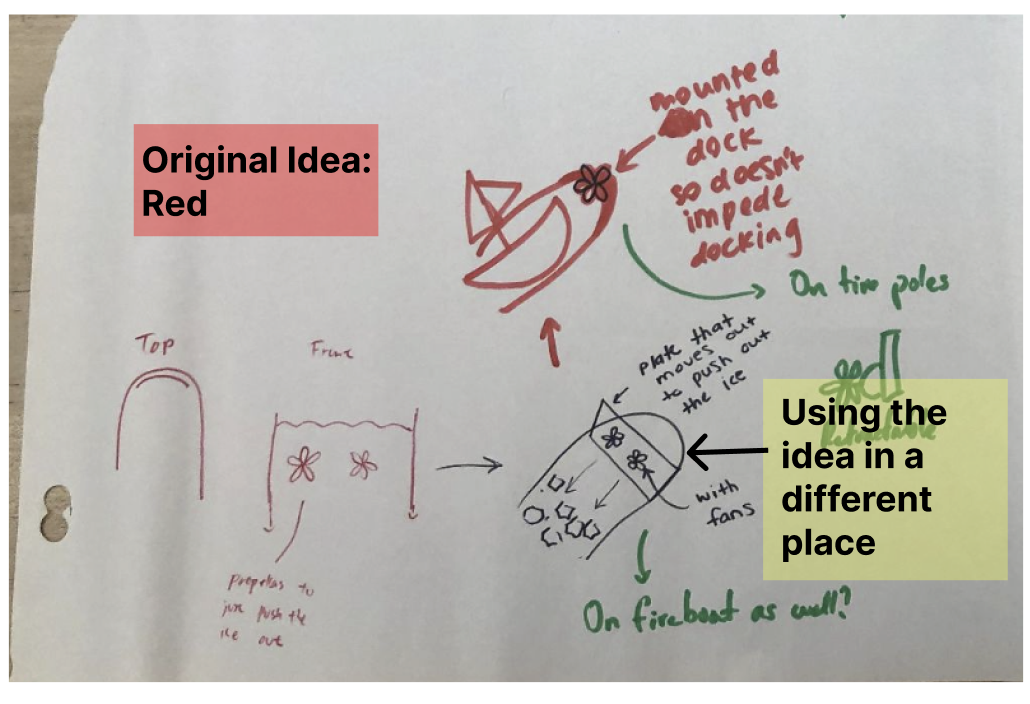 Original Idea:
Red
mounted
on the
dock
so doesn't
impede
docking
On tire poles
Top
Front
plate that
moves out
to push out
the ice
Using the
idea in a
different
place
with
fans
propellers to
just push the
ice out
On fireboat as well?